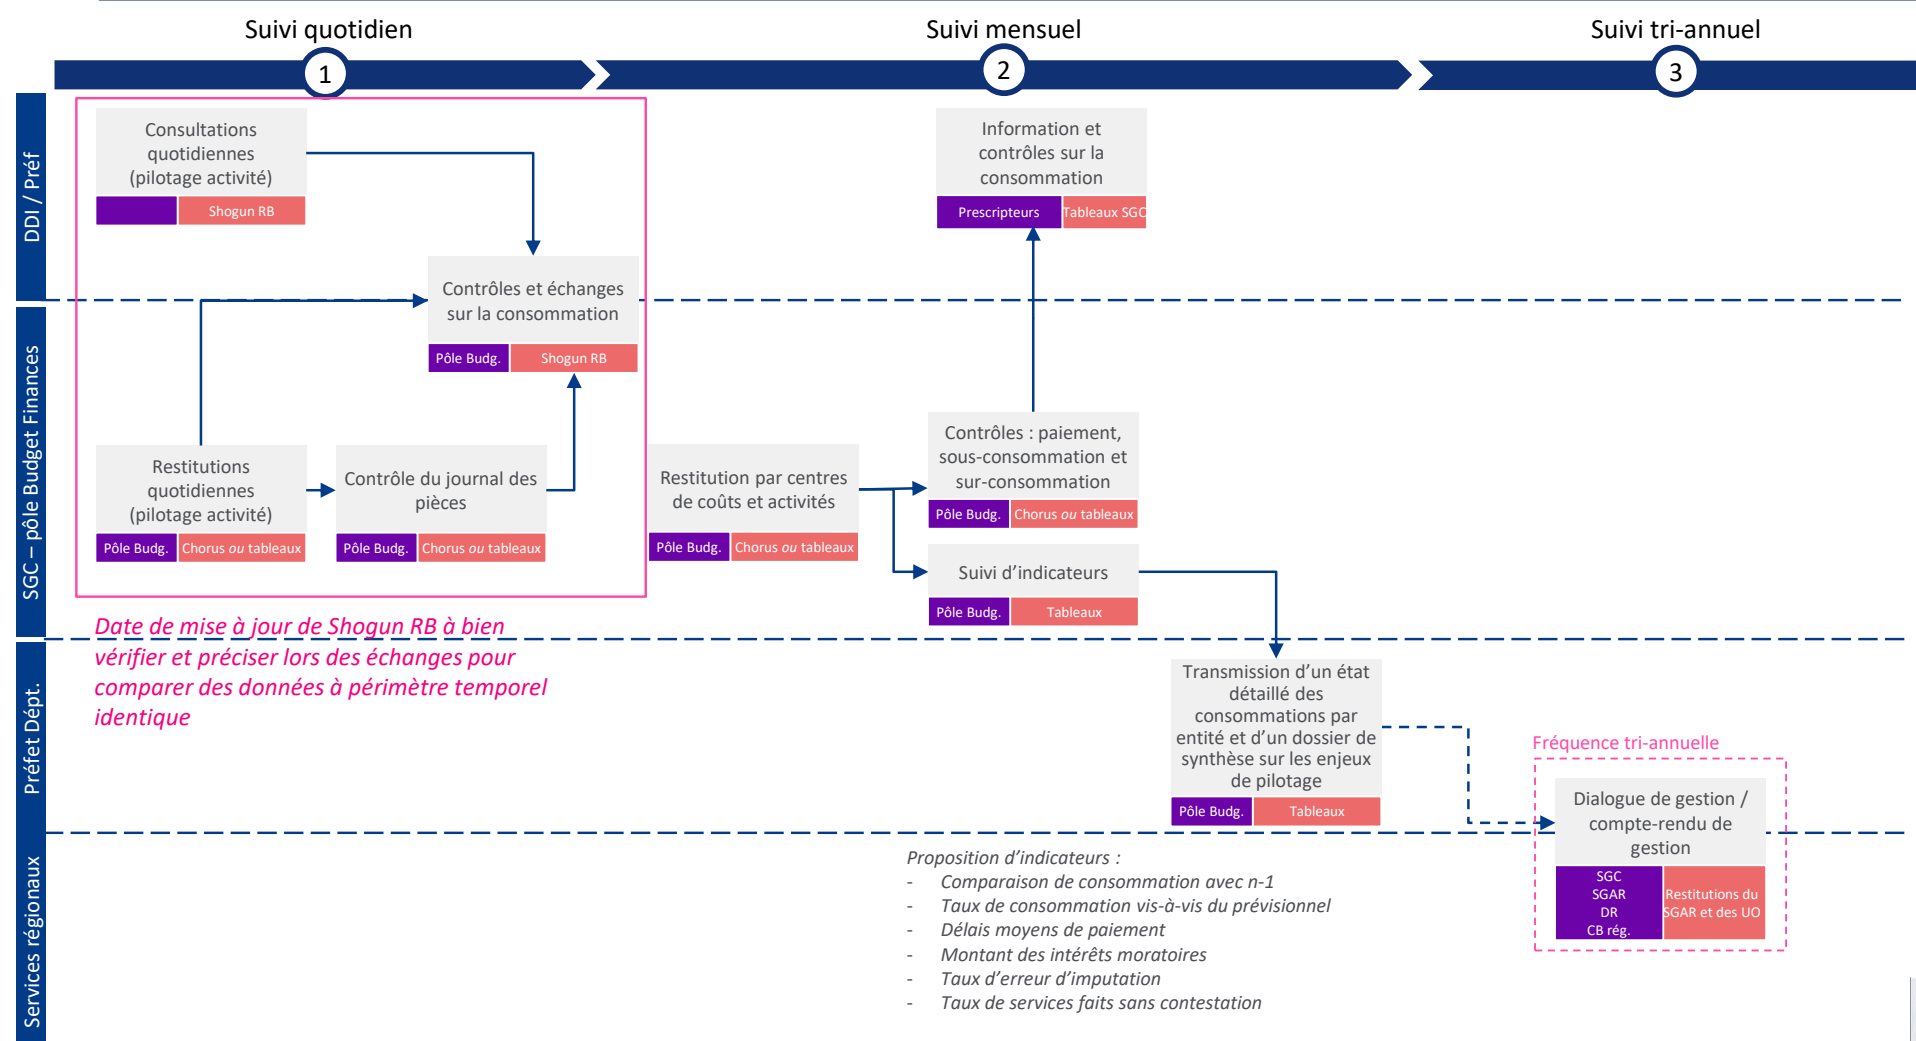 Suivi quotidien
Suivi mensuel
Suivi tri-annuel
1
2
3
DDI / Préf
Consultations
quotidiennes
(pilotage activité)
Shogun RB
Information et
contrôles sur la
consommation
Prescripteurs
Tableaux SGC
Contrôles et échanges
sur la consommation
Pôle Budg.
Shogun RB
SGC – pôle Budget Finances
Restitutions
quotidiennes
(pilotage activité)
Pôle Budg.
Chorus ou tableaux
Contrôle du journal des
pièces
Pôle Budg.
Chorus ou tableaux
Restitution par centres
de coûts et activités
Pôle Budg.
Chorus ou tableaux
Contrôles : paiement,
sous-consommation et
sur-consommation
Pôle Budg.
Chorus ou tableaux
Suivi d’indicateurs
Pôle Budg.
Tableaux
Date de mise à jour de Shogun RB à bien
vérifier et préciser lors des échanges pour
comparer des données à périmètre temporel
identique
Préfet Dépt.
Transmission d’un état
détaillé des
consommations par
entité et d’un dossier de
synthèse sur les enjeux
de pilotage
Pôle Budg.
Tableaux
Fréquence tri-annuelle
Dialogue de gestion /
compte-rendu de
gestion
SGC
SGAR
DR
CB rég.
Restitutions du
SGAR et des UO
Services régionaux
Proposition d’indicateurs :
- Comparaison de consommation avec n-1
- Taux de consommation vis-à-vis du prévisionnel
- Délais moyens de paiement
- Montant des intérêts moratoires
- Taux d’erreur d’imputation
- Taux de services faits sans contestation